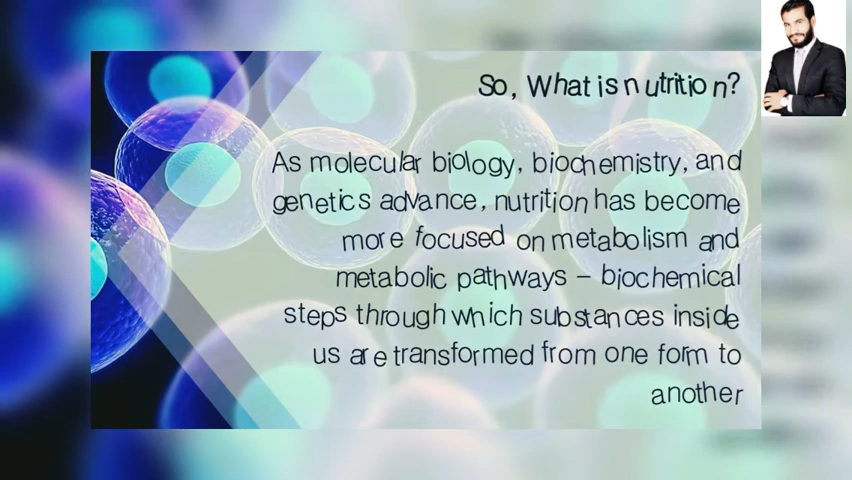 So, What is nutrition?
As molecular biology, biochemistry, and
genetics advance, nutrition has become
more focused on metabolism and
metabolic pathways – biochemical
steps through which substances inside
us are transformed from one form to
another